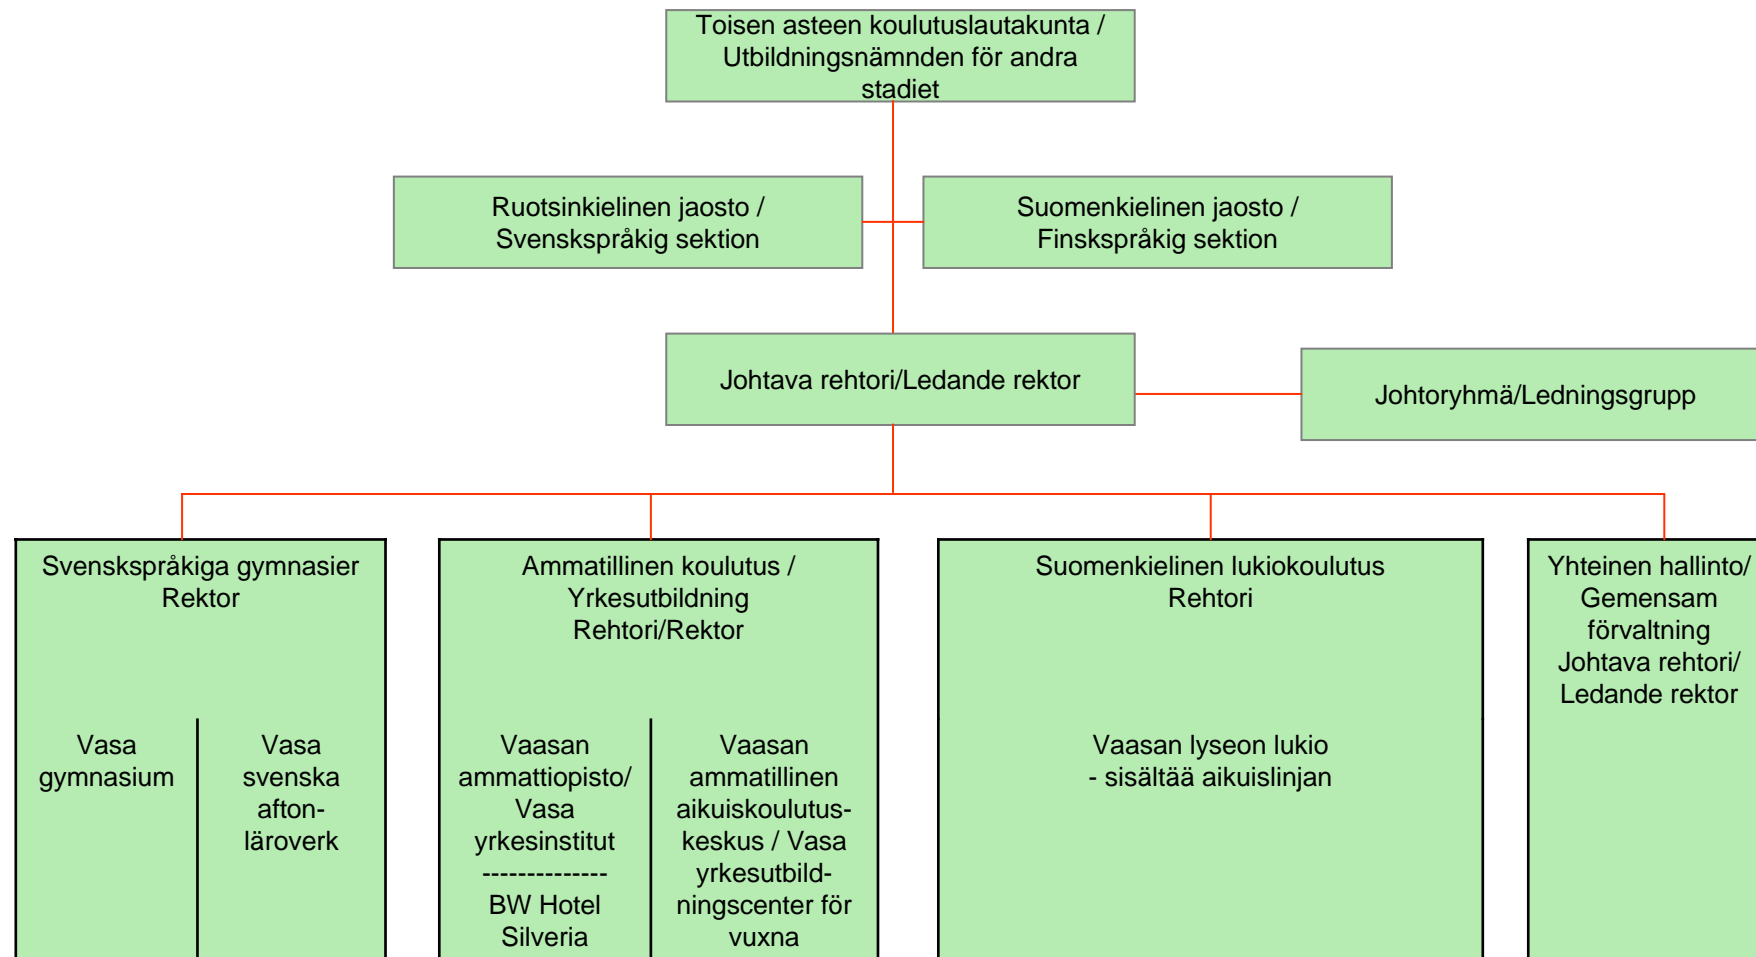 Toisen asteen koulutuslautakunta /
Utbildningsnämnden för andra
stadiet
Ruotsinkielinen jaosto /
Svenskspråkig sektion
Suomenkielinen jaosto /
Finskspråkig sektion
Johtava rehtori/Ledande rektor
Johtoryhmä/Ledningsgrupp
Svenskspråkiga gymnasier
Rektor
Vasa
gymnasium
Vasa
svenska
afton-
läroverk
Ammatillinen koulutus /
Yrkesutbildning
Rehtori/Rektor
Vaasan
ammattiopisto/
Vasa
yrkesinstitut
--------------
BW Hotel
Silveria
Vaasan
ammatillinen
aikuiskoulutus-
keskus / Vasa
yrkesutbild-
ningscenter för
vuxna
Suomenkielinen lukiokoulutus
Rehtori
Vaasan lyseon lukio
- sisältää aikuislinjan
Yhteinen hallinto/
Gemensam
förvaltning
Johtava rehtori/
Ledande rektor